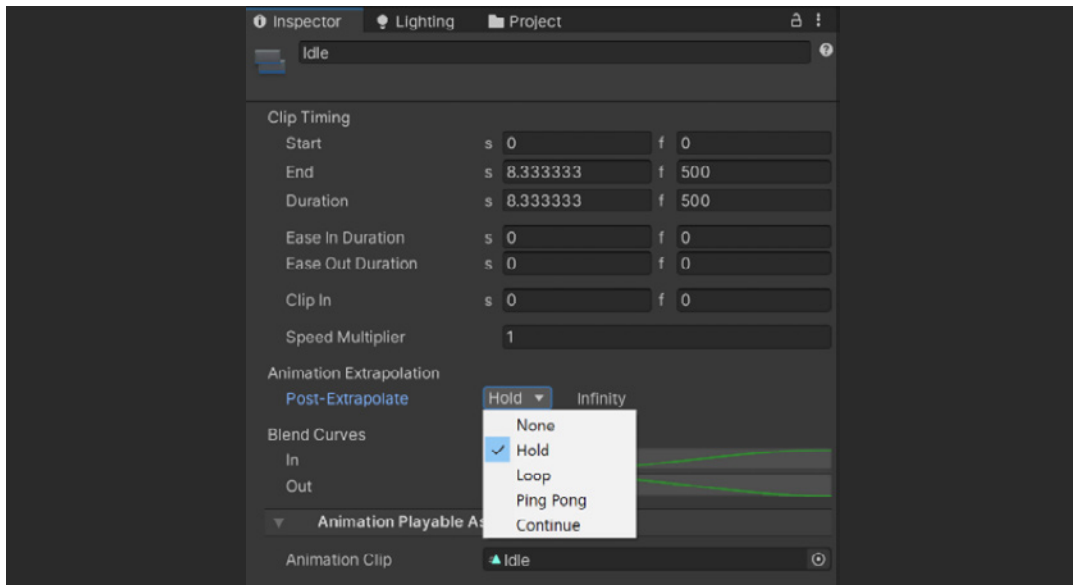 Inspector Lighting Project
Idle
Clip Timing
Start s 0 f 0
End s 8.333333 f 500
Duration s 8.333333 f 500
Ease In Duration s 0 f 0
Ease Out Duration s 0 f 0
Clip In s 0 f 0
Speed Multiplier 1
Animation Extrapolation
Post-Extrapolate Hold Infinity
None
Blend Curves
Hold
In
Loop
Out
Ping Pong
Animation Playable As
Continue
Animation Clip Idle